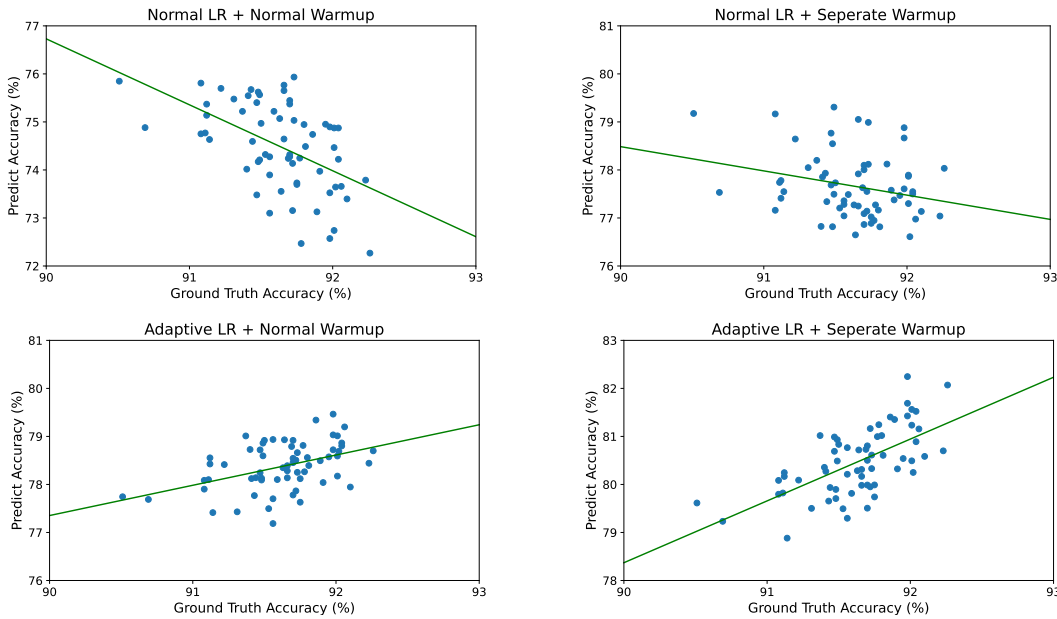 Normal LR + Normal Warmup
77
76
75
74
73
72
Predict Accuracy (%)
90 91 92 93
Ground Truth Accuracy (%)
Normal LR + Seperate Warmup
81
80
79
78
77
76
Predict Accuracy (%)
90 91 92 93
Ground Truth Accuracy (%)
Adaptive LR + Normal Warmup
81
80
79
78
77
76
Predict Accuracy (%)
90 91 92 93
Ground Truth Accuracy (%)
Adaptive LR + Seperate Warmup
83
82
81
80
79
78
Predict Accuracy (%)
90 91 92 93
Ground Truth Accuracy (%)